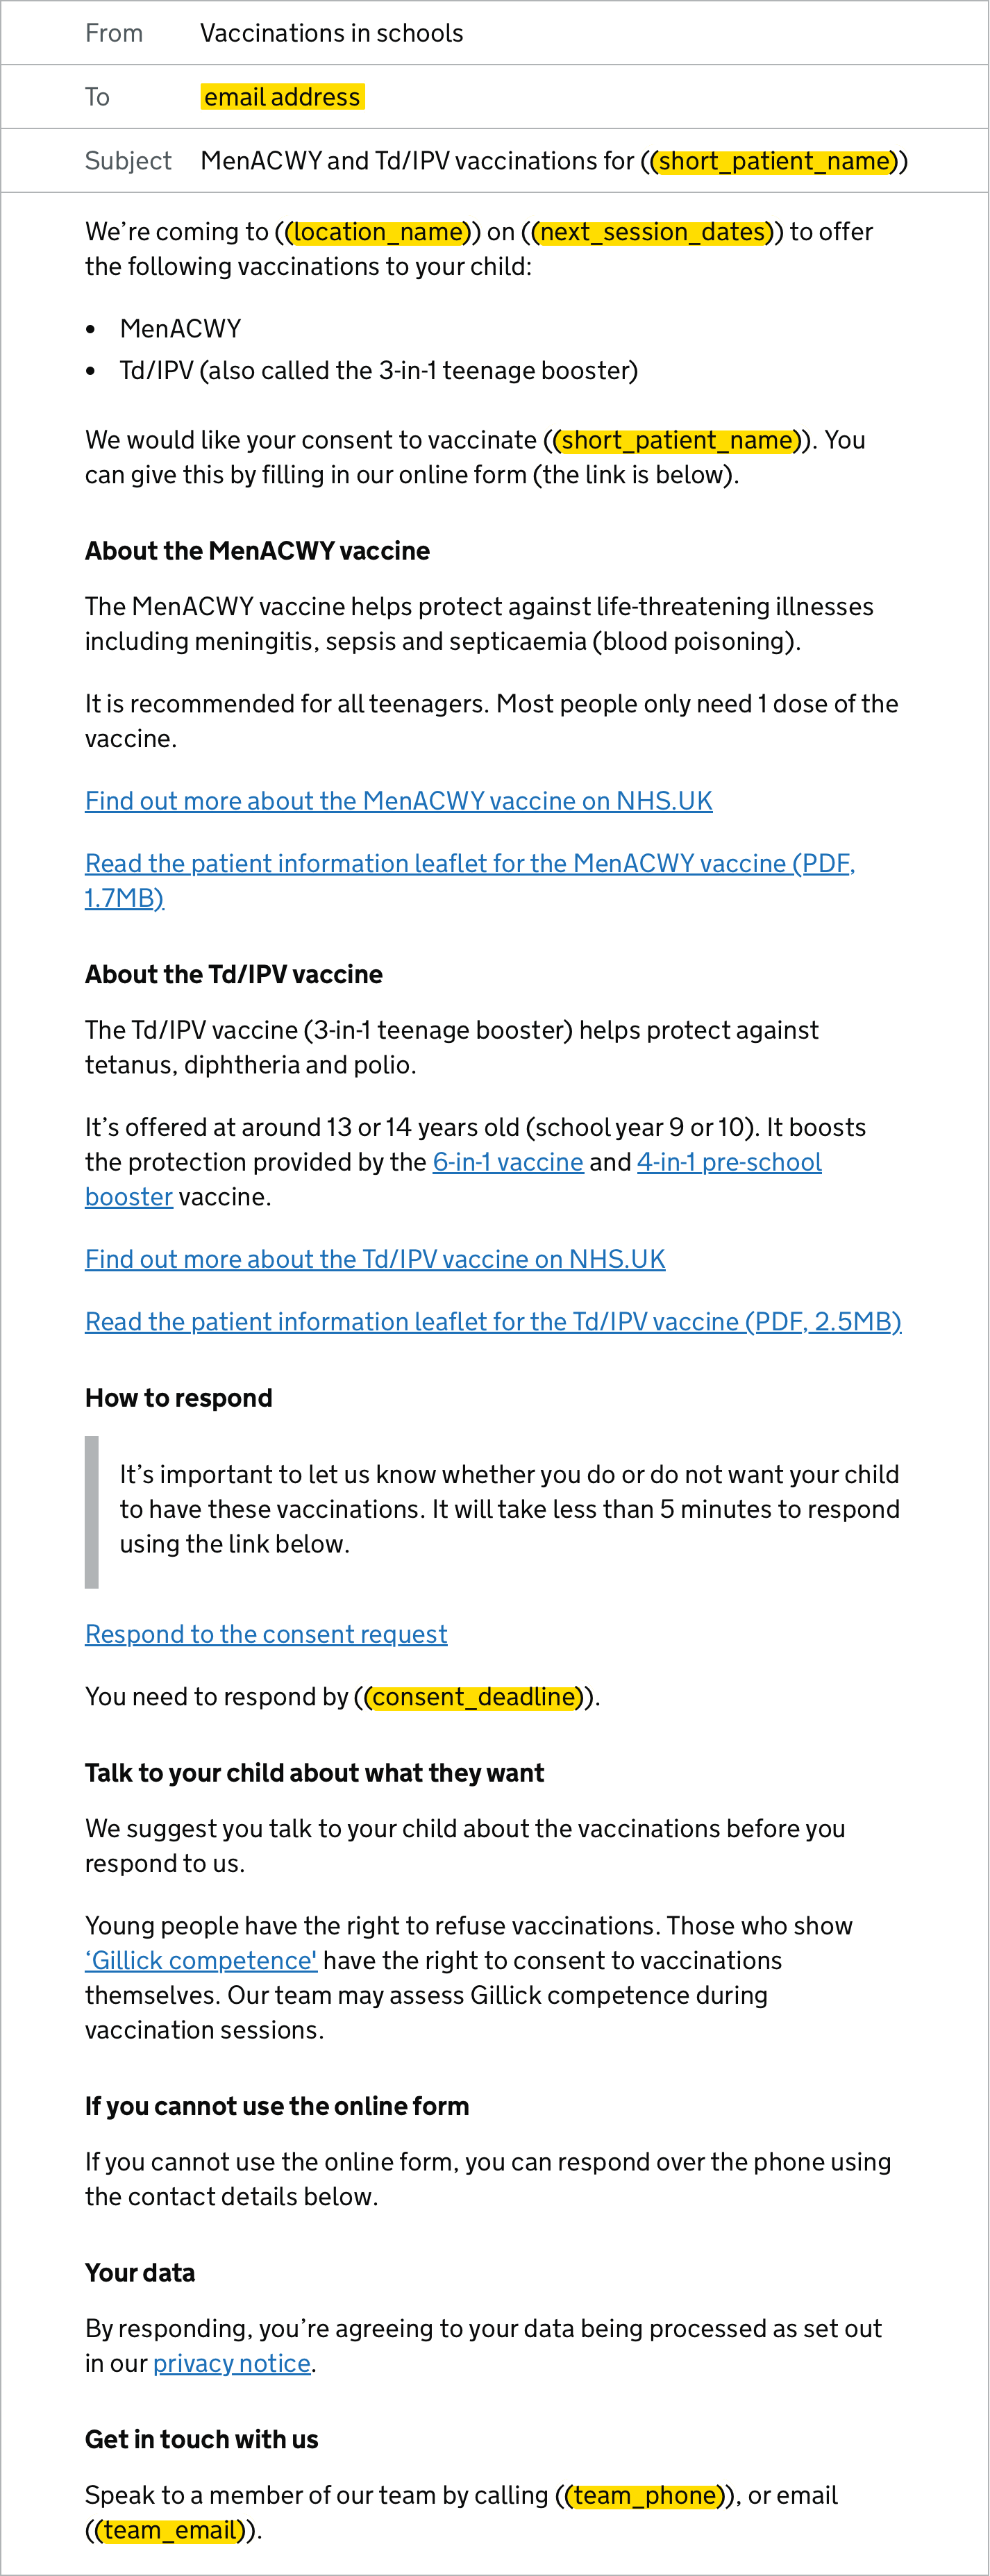 From Vaccinations in schools
To email address
Subject MenACWY and Td/IPV vaccinations for ((short_patient_name))
We’re coming to ((location_name)) on ((next_session_dates)) to offer
the following vaccinations to your child:
• MenACWY
• Td/IPV (also called the 3-in-1 teenage booster)
We would like your consent to vaccinate ((short_patient_name)). You
can give this by filling in our online form (the link is below).
About the MenACWY vaccine
The MenACWY vaccine helps protect against life-threatening illnesses
including meningitis, sepsis and septicaemia (blood poisoning).
It is recommended for all teenagers. Most people only need 1 dose of the
vaccine.
Find out more about the MenACWY vaccine on NHS.UK
Read the patient information leaflet for the MenACWY vaccine (PDF,
1.7MB)
About the Td/IPV vaccine
The Td/IPV vaccine (3-in-1 teenage booster) helps protect against
tetanus, diphtheria and polio.
It’s offered at around 13 or 14 years old (school year 9 or 10). It boosts
the protection provided by the 6-in-1 vaccine and 4-in-1 pre-school
booster vaccine.
Find out more about the Td/IPV vaccine on NHS.UK
Read the patient information leaflet for the Td/IPV vaccine (PDF, 2.5MB)
How to respond
It’s important to let us know whether you do or do not want your child
to have these vaccinations. It will take less than 5 minutes to respond
using the link below.
Respond to the consent request
You need to respond by ((consent_deadline)).
Talk to your child about what they want
We suggest you talk to your child about the vaccinations before you
respond to us.
Young people have the right to refuse vaccinations. Those who show
‘Gillick competence' have the right to consent to vaccinations
themselves. Our team may assess Gillick competence during
vaccination sessions.
If you cannot use the online form
If you cannot use the online form, you can respond over the phone using
the contact details below.
Your data
By responding, you’re agreeing to your data being processed as set out
in our privacy notice.
Get in touch with us
Speak to a member of our team by calling ((team_phone)), or email
((team_email)).